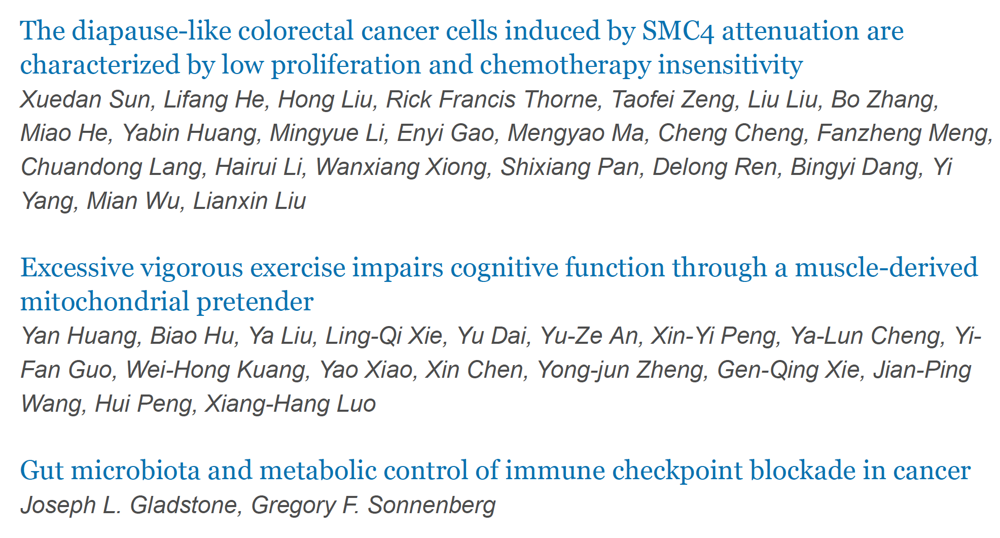 The diapause-like colorectal cancer cells induced by SMC4 attenuation are
characterized by low proliferation and chemotherapy insensitivity
Xuedan Sun, Lifang He, Hong Liu, Rick Francis Thorne, Taofei Zeng, Liu Liu, Bo Zhang,
Miao He, Yabin Huang, Mingyue Li, Enyi Gao, Mengyao Ma, Cheng Cheng, Fanzheng Meng,
Chuandong Lang, Hairui Li, Wanxiang Xiong, Shixiang Pan, Delong Ren, Bingyi Dang, Yi
Yang, Mian Wu, Lianxin Liu
Excessive vigorous exercise impairs cognitive function through a muscle-derived
mitochondrial pretender
Yan Huang, Biao Hu, Ya Liu, Ling-Qi Xie, Yu Dai, Yu-Ze An, Xin-Yi Peng, Ya-Lun Cheng, Yi-
Fan Guo, Wei-Hong Kuang, Yao Xiao, Xin Chen, Yong-jun Zheng, Gen-Qing Xie, Jian-Ping
Wang, Hui Peng, Xiang-Hang Luo
Gut microbiota and metabolic control of immune checkpoint blockade in cancer
Joseph L. Gladstone, Gregory F. Sonnenberg